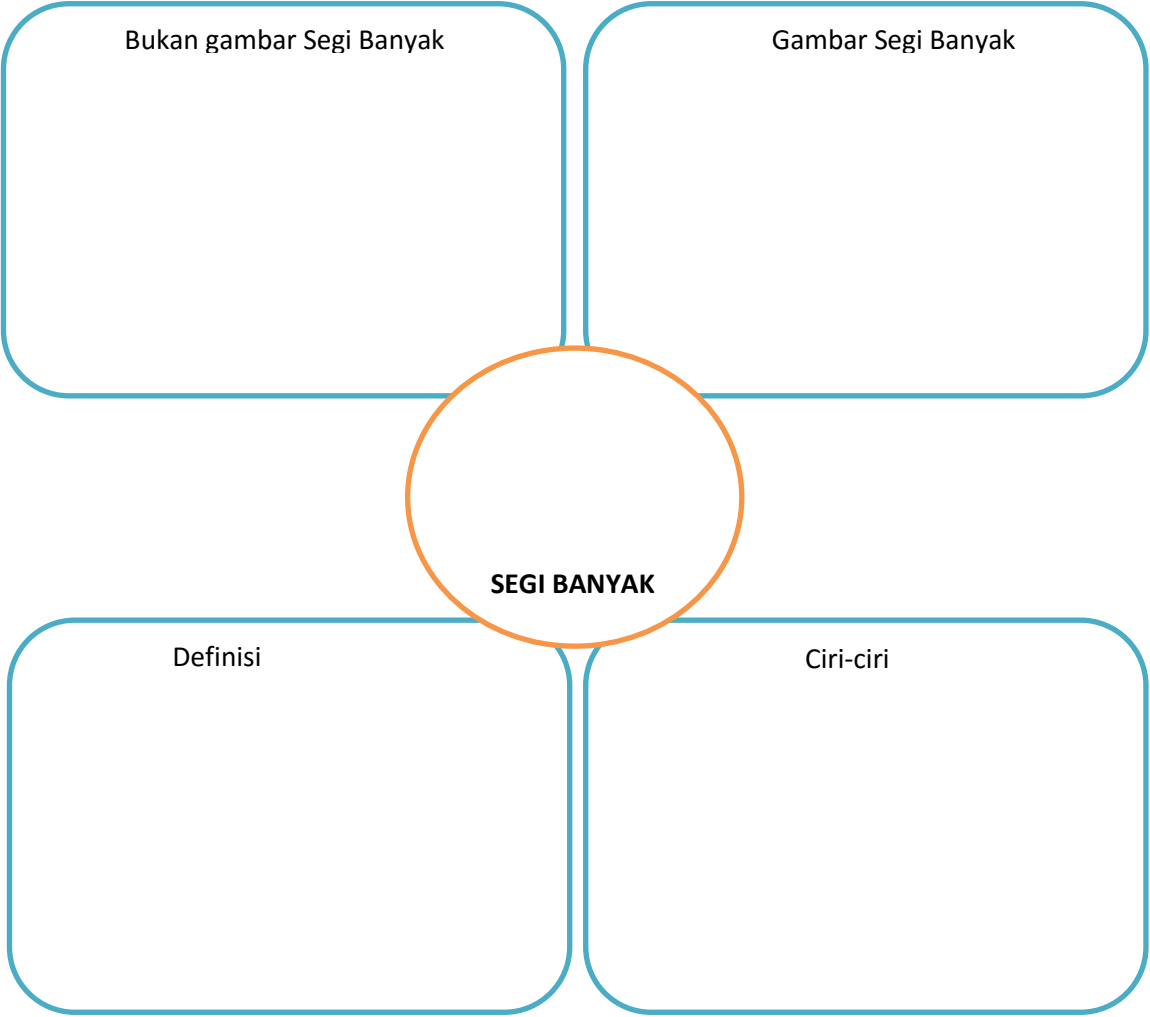 Bukan gambar Segi Banyak
Gambar Segi Banyak
SEGI BANYAK
Definisi
Ciri-ciri